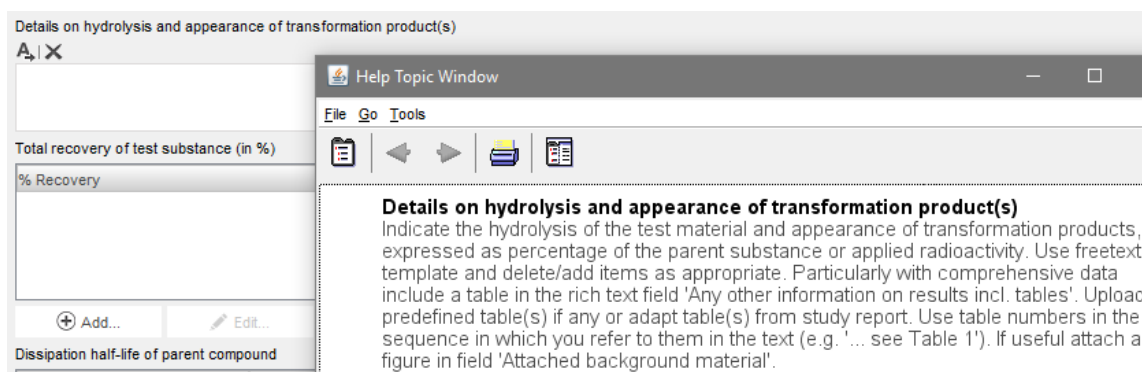 Details on hydrolysis and appearance of transformation product(s)
Help Topic Window
File Go Tools
Total recovery of test substance (in %)
% Recovery
Details on hydrolysis and appearance of transformation product(s)
Indicate the hydrolysis of the test material and appearance of transformation products,
expressed as percentage of the parent substance or applied radioactivity. Use freetext
template and delete/add items as appropriate. Particularly with comprehensive data
include a table in the rich text field 'Any other information on results incl. tables'. Upload
predefined table(s) if any or adapt table(s) from study report. Use table numbers in the
sequence in which you refer to them in the text (e.g. '... see Table 1'). If useful attach a
figure in field 'Attached background material'.
Add... Edit...
Dissipation half-life of parent compound